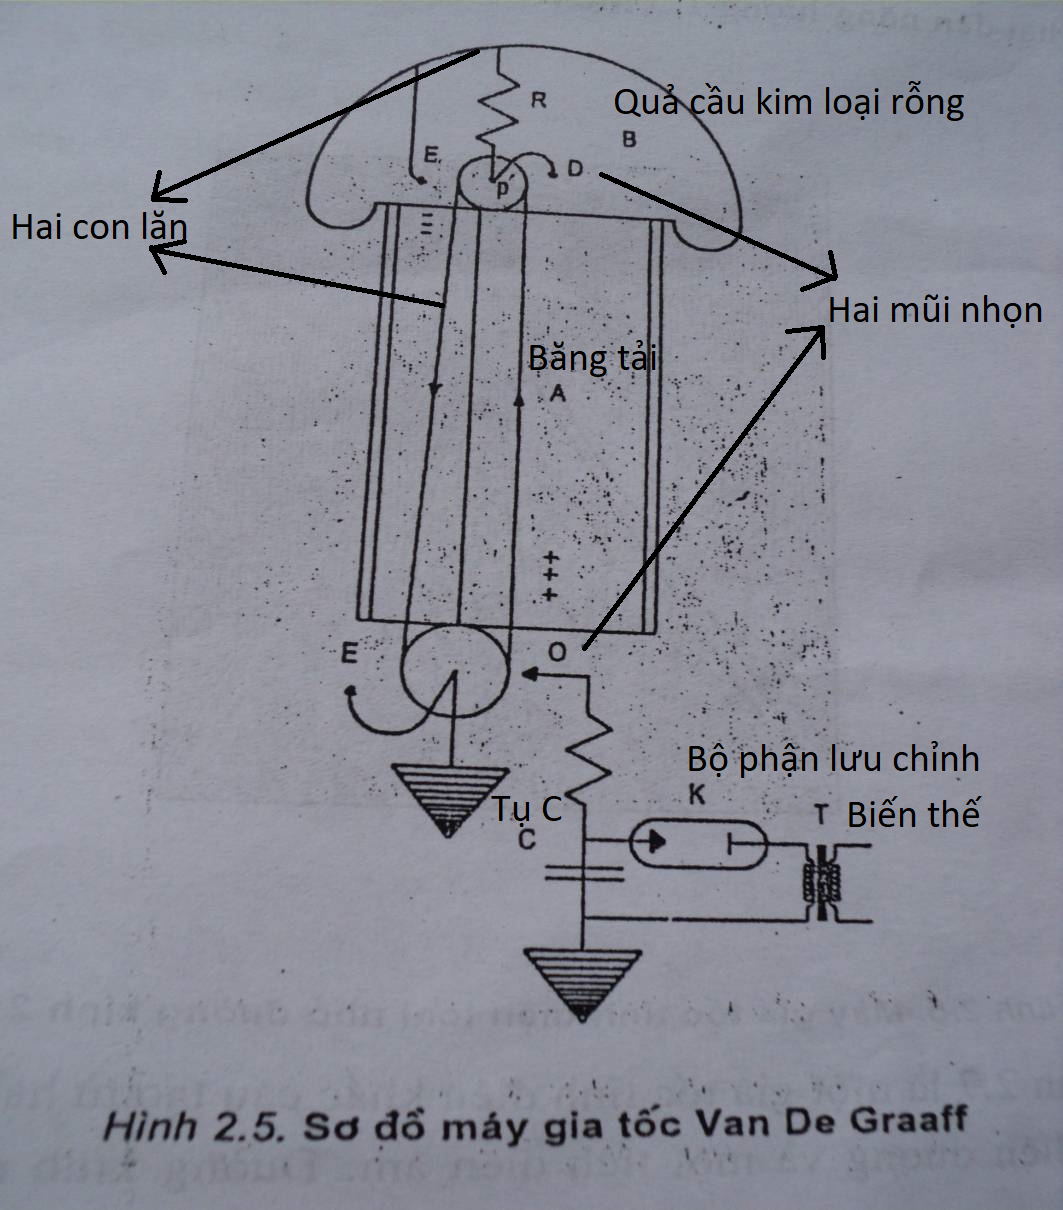 R
Quả cầu kim loại rỗng
B
E
D
p'
Hai con lăn
Hai mũi nhọn
Băng tải
A
+
+
+
E
O
Bộ phận lưu chỉnh
K
Tụ C
T
Biến thế
C
Hình 2.5. Sơ đồ máy gia tốc Van De Graaff